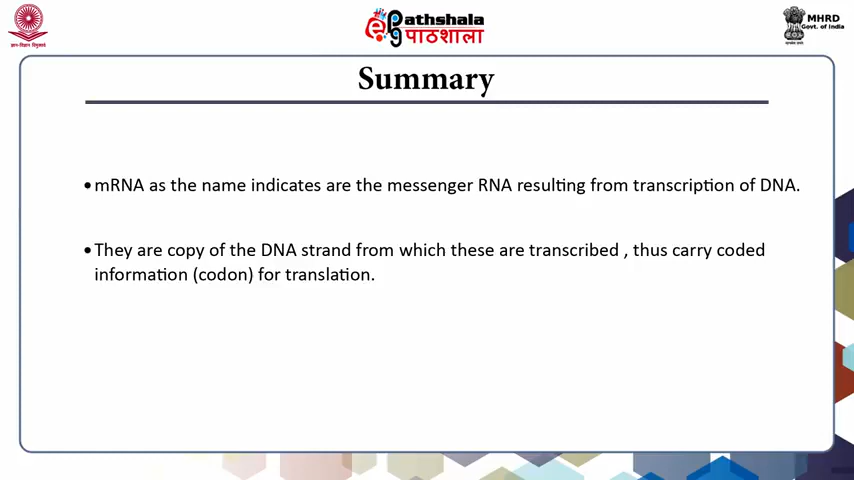 ePathshala
पाठशाला
MHRD
Govt. of India
Summary
•mRNA as the name indicates are the messenger RNA resulting from transcription of DNA.
•They are copy of the DNA strand from which these are transcribed , thus carry coded
information (codon) for translation.